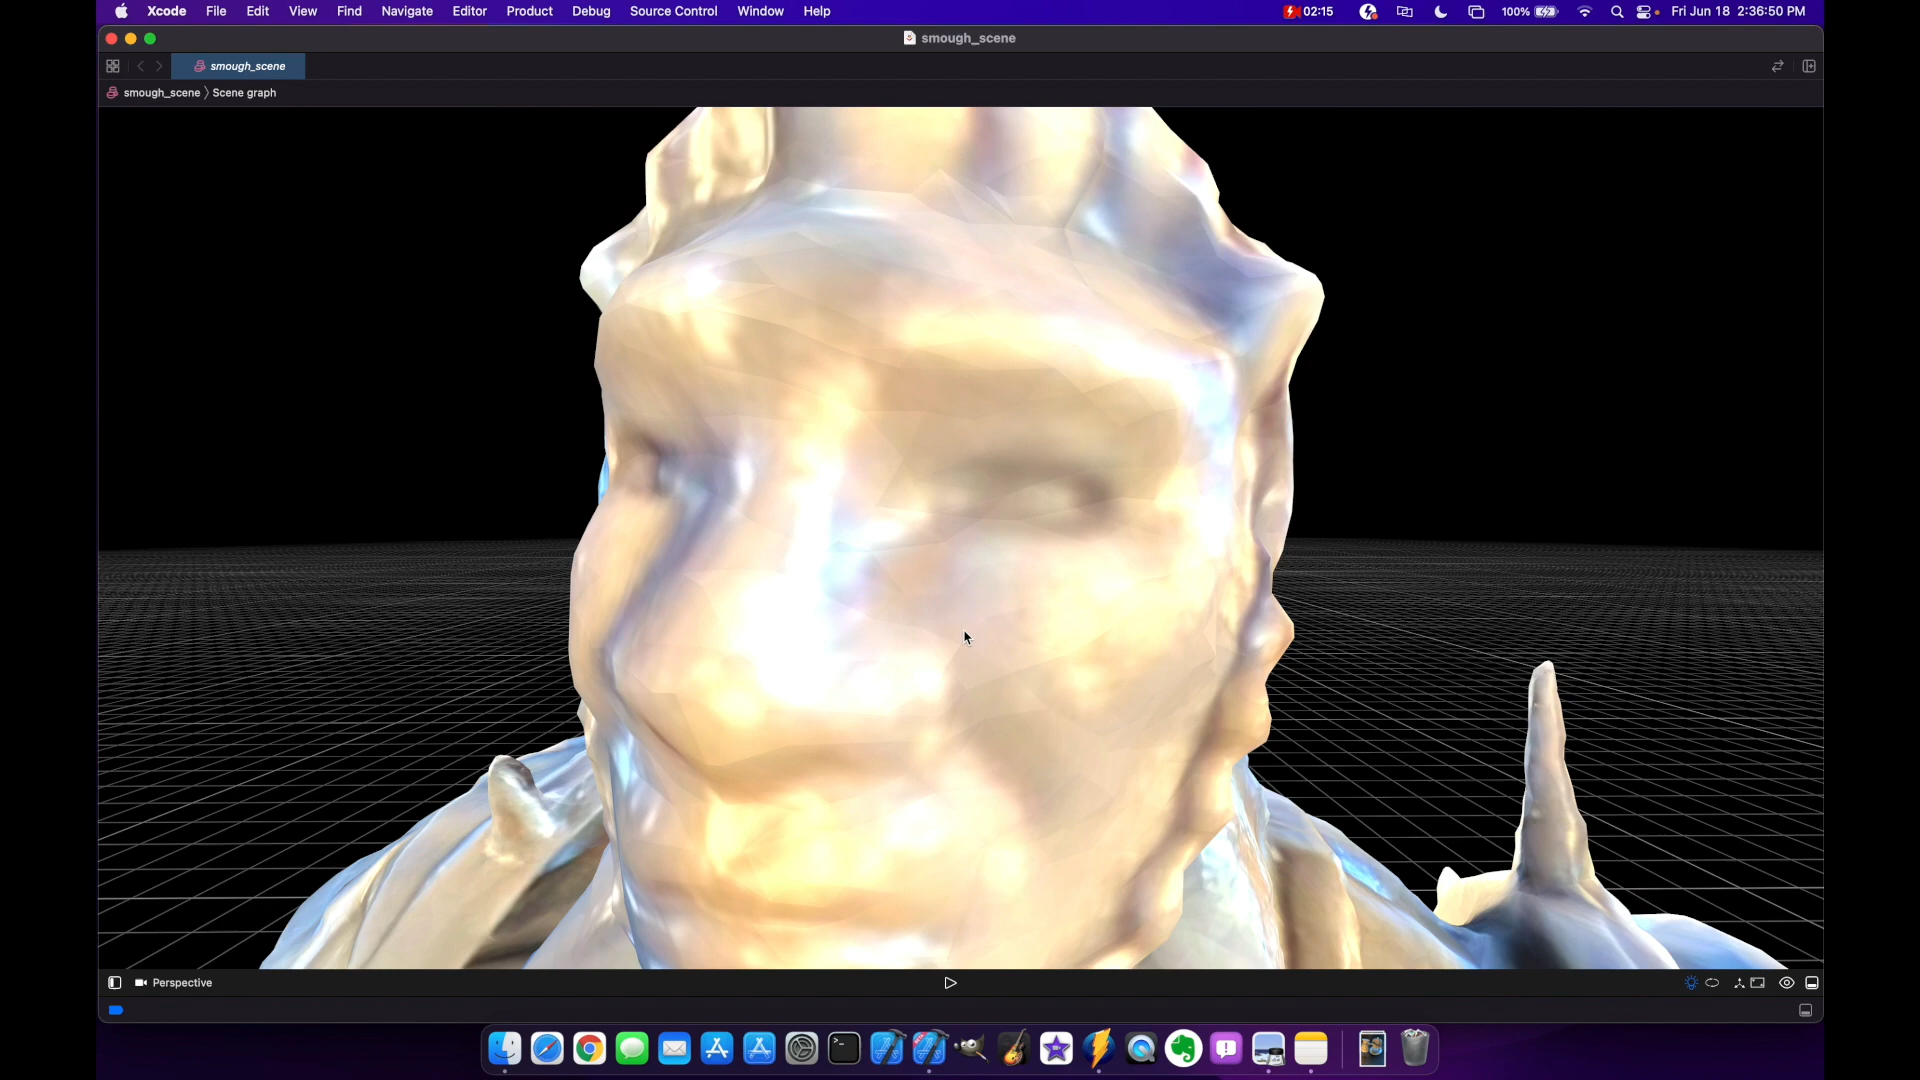 Xcode File Edit View Find Navigate Editor Product Debug Source Control Window Help 02:15 100% Fri Jun 18 2:36:50 PM
smough_scene
smough_scene
smough_scene 〉 Scene graph
Perspective